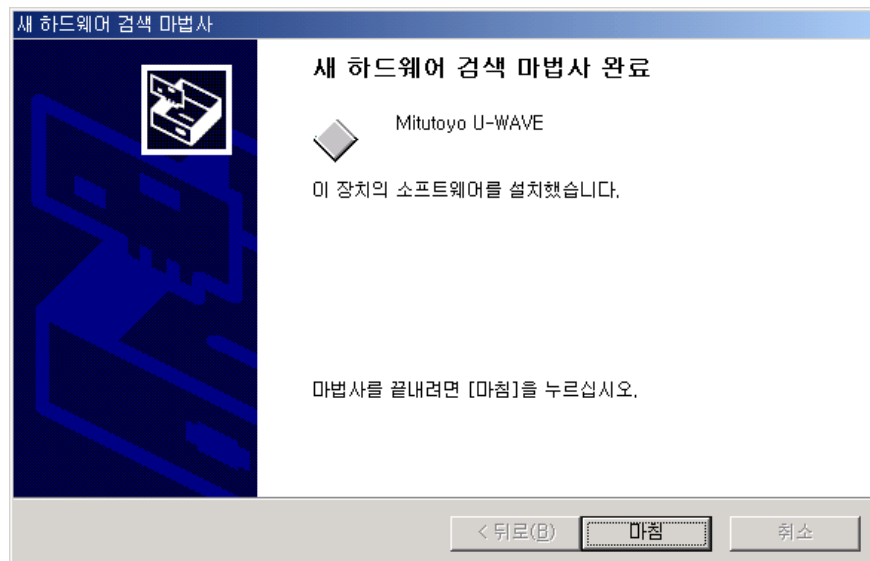 새 하드웨어 검색 마법사
새 하드웨어 검색 마법사 완료
Mitutoyo U-WAVE
이 장치의 소프트웨어를 설치했습니다.
마법사를 끝내려면 [마침]을 누르십시오.
< 뒤로(B)
마침
취소